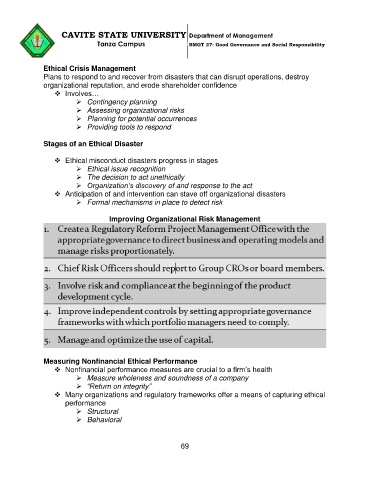 CAVITE STATE UNIVERSITY Department of Management
Tanza Campus BMGT 27: Good Governance and Social Responsibility
Ethical Crisis Management
Plans to respond to and recover from disasters that can disrupt operations, destroy
organizational reputation, and erode shareholder confidence
❖ Involves…
➢ Contingency planning
➢ Assessing organizational risks
➢ Planning for potential occurrences
➢ Providing tools to respond
Stages of an Ethical Disaster
❖ Ethical misconduct disasters progress in stages
➢ Ethical issue recognition
➢ The decision to act unethically
➢ Organization's discovery of and response to the act
❖ Anticipation of and intervention can stave off organizational disasters
➢ Formal mechanisms in place to detect risk
Improving Organizational Risk Management
1. Create a Regulatory Reform Project Management Office with the
appropriate governance to direct business and operating models and
manage risks proportionately.
2. Chief Risk Officers should report to Group CROs or board members.
3. Involve risk and compliance at the beginning of the product
development cycle.
4. Improve independent controls by setting appropriate governance
frameworks with which portfolio managers need to comply.
5. Manage and optimize the use of capital.
Measuring Nonfinancial Ethical Performance
❖ Nonfinancial performance measures are crucial to a firm's health
➢ Measure wholeness and soundness of a company
➢ "Return on integrity"
❖ Many organizations and regulatory frameworks offer a means of capturing ethical
performance
➢ Structural
➢ Behavioral
69